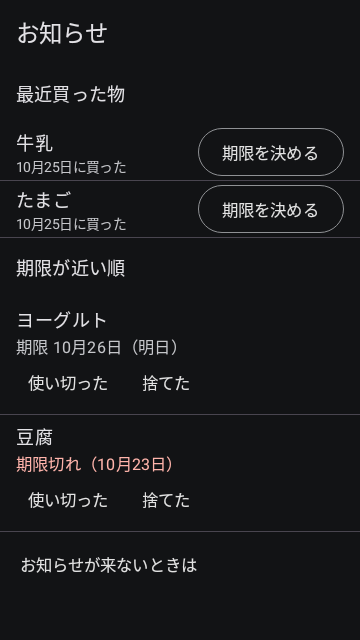 お知らせ
最近買った物
牛乳
10月25日に買った
期限を決める
たまご
10月25日に買った
期限を決める
期限が近い順
ヨーグルト
期限 10月26日（明日）
使い切った 捨てた
豆腐
期限切れ（10月23日）
使い切った 捨てた
お知らせが来ないときは